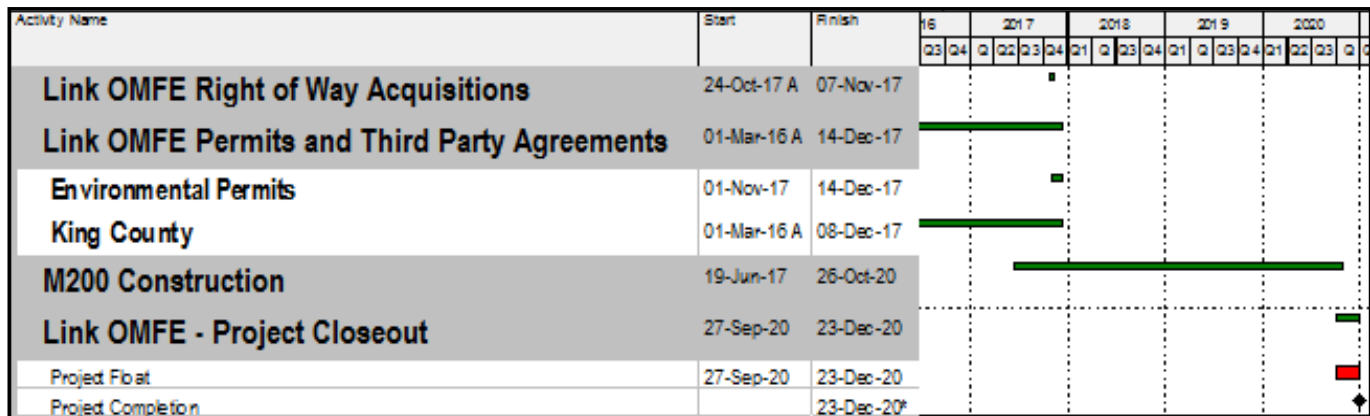 Activity Name Start Finish 16 2017 2018 2019 2020
Q3 Q4 Q Q2 Q3 Q4 Q1 Q Q3 Q4 Q1 Q Q3 Q4 Q1 Q2 Q3 Q Q
Link OMFE Right of Way Acquisitions 24-Oct-17 A 07-Nov-17
Link OMFE Permits and Third Party Agreements 01-Mar-16 A 14-Dec-17
Environmental Permits 01-Nov-17 14-Dec-17
King County 01-Mar-16 A 08-Dec-17
M200 Construction 19-Jun-17 26-Oct-20
Link OMFE - Project Closeout 27-Sep-20 23-Dec-20
Project Float 27-Sep-20 23-Dec-20
Project Completion 23-Dec-20*